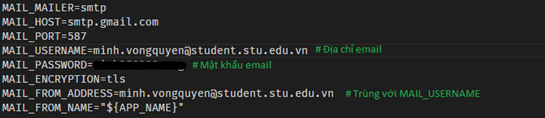 MAIL_MAILER=smtp
MAIL_HOST=smtp.gmail.com
MAIL_PORT=587
MAIL_USERNAME=minh.vongquyen@student.stu.edu.vn #Địa chỉ email
MAIL_PASSWORD= #Mật khẩu email
MAIL_ENCRYPTION=tls
MAIL_FROM_ADDRESS=minh.vongquyen@student.stu.edu.vn #Trùng với MAIL_USERNAME
MAIL_FROM_NAME="${APP_NAME}"